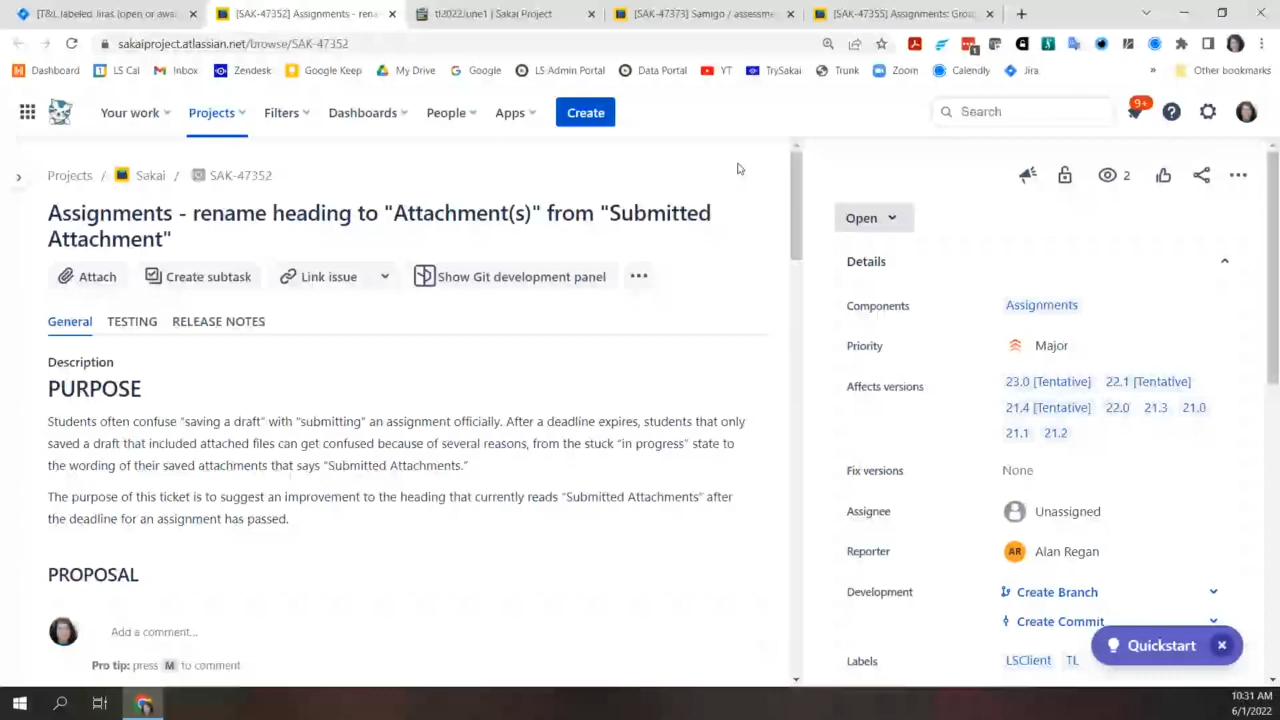 [T&L labeled Jiras (open or awa
[SAK-47352] Assignments - rena
tl2022june1 | Sakai Project
[SAK-47373] Samigo / assessme
[SAK-47355] Assignments: Grou
sakaiproject.atlassian.net/browse/SAK-47352
Dashboard
LS Cal
Inbox
Zendesk
Google Keep
My Drive
Google
LS Admin Portal
Data Portal
YT
TrySakai
Trunk
Zoom
Calendly
Jira
»
Other bookmarks
Your work
Projects
Filters
Dashboards
People
Apps
Create
Search
9+
Projects / Sakai / SAK-47352
2
Assignments - rename heading to "Attachment(s)" from "Submitted
Attachment"
Open
Attach
Create subtask
Link issue
Show Git development panel
Details
General
TESTING
RELEASE NOTES
Components
Assignments
Priority
Major
Affects versions
23.0 [Tentative] 22.1 [Tentative]
21.4 [Tentative] 22.0 21.3 21.0
21.1 21.2
Description
PURPOSE
Students often confuse "saving a draft" with "submitting" an assignment officially. After a deadline expires, students that only
saved a draft that included attached files can get confused because of several reasons, from the stuck "in progress" state to
the wording of their saved attachments that says "Submitted Attachments."
The purpose of this ticket is to suggest an improvement to the heading that currently reads "Submitted Attachments" after
the deadline for an assignment has passed.
PROPOSAL
Fix versions
None
Assignee
Unassigned
Reporter
AR
Alan Regan
Development
Create Branch
Create Commit
Labels
LSClient TL
Quickstart
Add a comment...
Pro tip: press M to comment
10:31 AM
6/1/2022